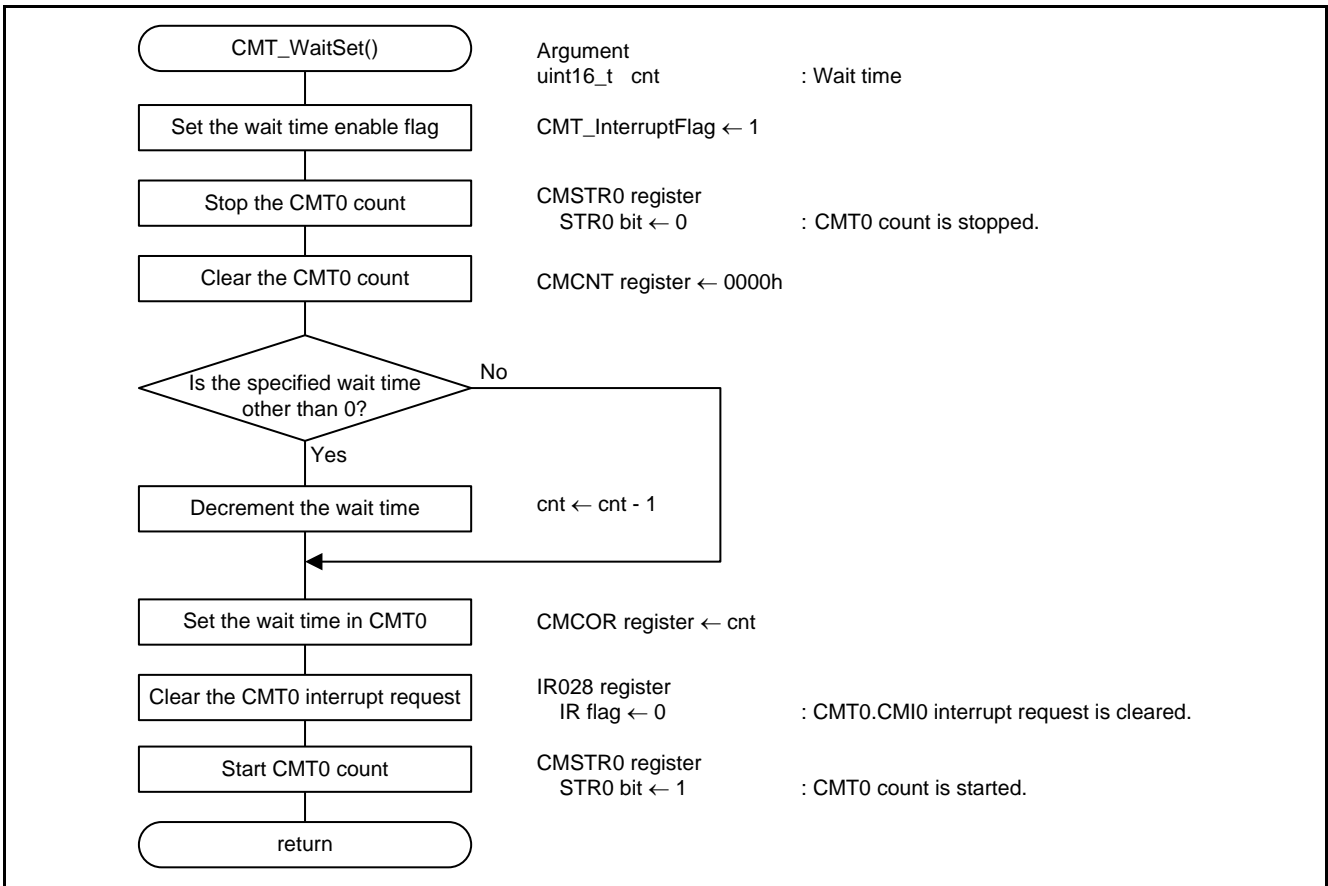 CMT_WaitSet()
Argument
uint16_t cnt : Wait time
Set the wait time enable flag
CMT_InterruptFlag ← 1
Stop the CMT0 count
CMSTR0 register
STR0 bit ← 0 : CMT0 count is stopped.
Clear the CMT0 count
CMCNT register ← 0000h
Is the specified wait time
other than 0?
No
Yes
Decrement the wait time
cnt ← cnt - 1
Set the wait time in CMT0
CMCOR register ← cnt
Clear the CMT0 interrupt request
IR028 register
IR flag ← 0 : CMT0.CMI0 interrupt request is cleared.
Start CMT0 count
CMSTR0 register
STR0 bit ← 1 : CMT0 count is started.
return